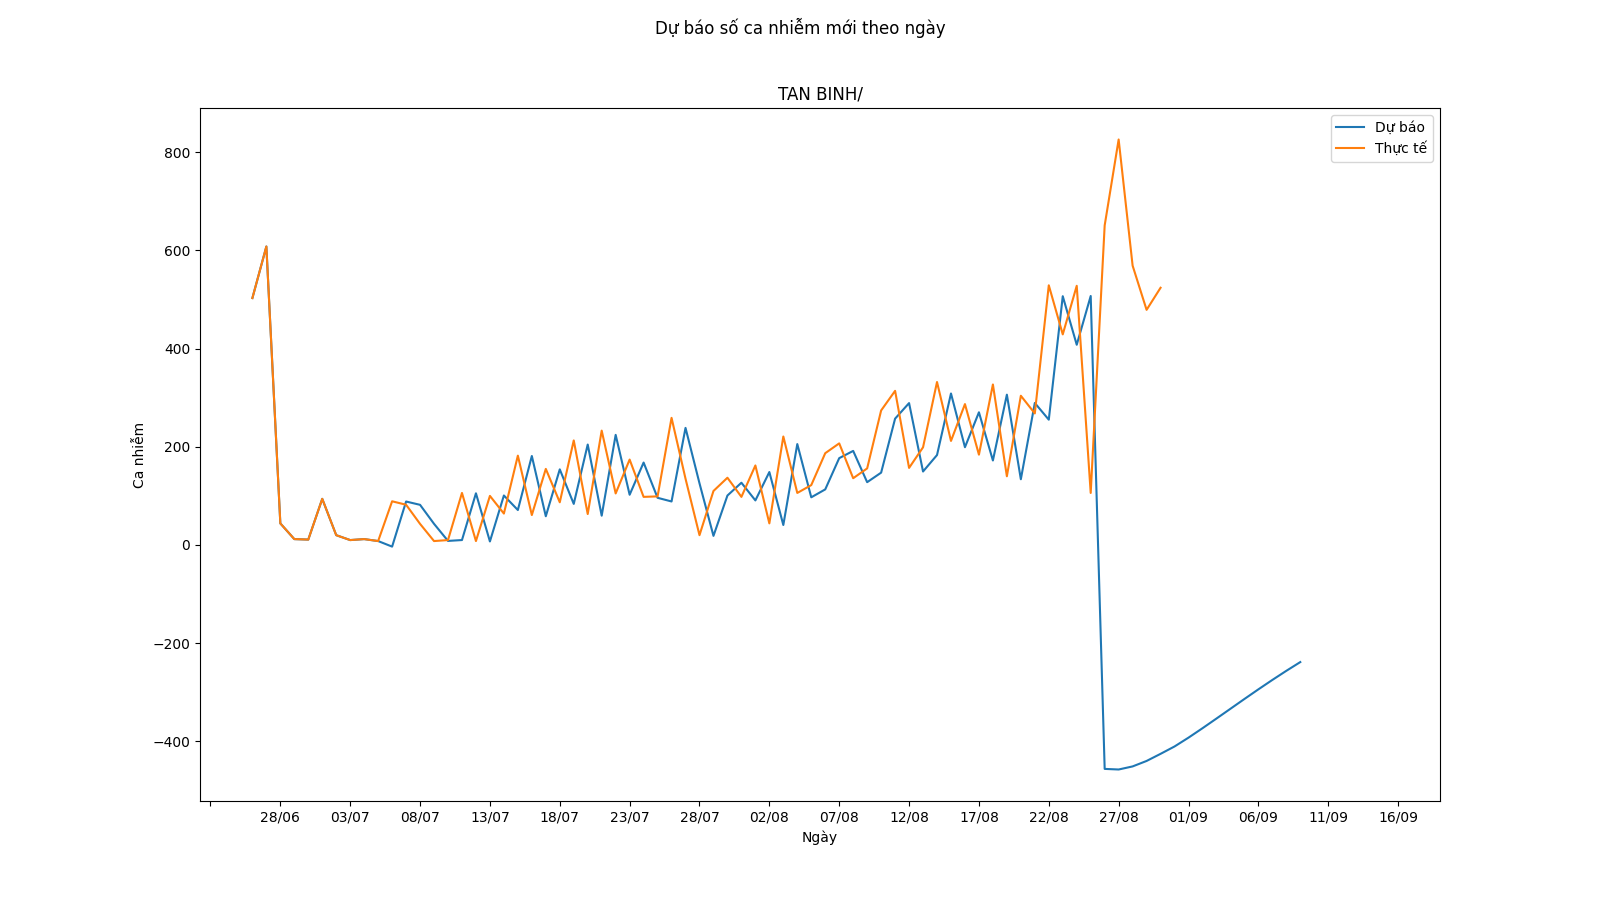 Dự báo số ca nhiễm mới theo ngày
TAN BINH/
Dự báo
Thực tế
800
600
400
200
0
−200
−400
Ca nhiễm
28/06 03/07 08/07 13/07 18/07 23/07 28/07 02/08 07/08 12/08 17/08 22/08 27/08 01/09 06/09 11/09 16/09
Ngày